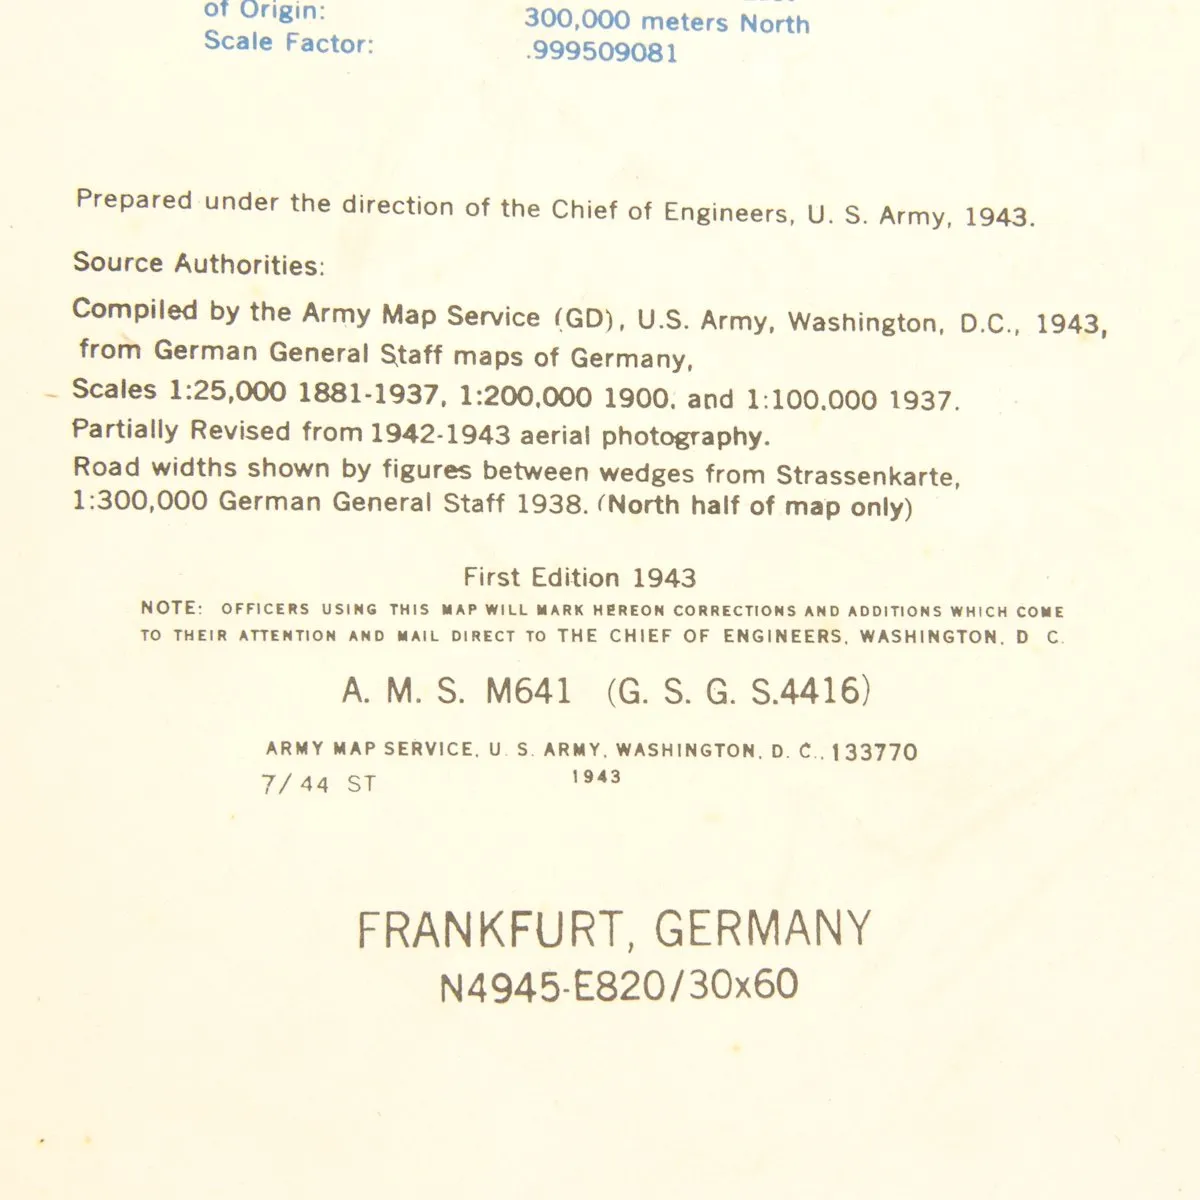 of Origin: 300,000 meters North
Scale Factor: .999509081
Prepared under the direction of the Chief of Engineers, U. S. Army, 1943.
Source Authorities:
Compiled by the Army Map Service (GD), U.S. Army, Washington, D.C., 1943,
from German General Staff maps of Germany,
Scales 1:25,000 1881-1937, 1:200,000 1900, and 1:100,000 1937.
Partially Revised from 1942-1943 aerial photography.
Road widths shown by figures between wedges from Strassenkarte,
1:300,000 German General Staff 1938. (North half of map only)
First Edition 1943
NOTE: OFFICERS USING THIS MAP WILL MARK HEREON CORRECTIONS AND ADDITIONS WHICH COME
TO THEIR ATTENTION AND MAIL DIRECT TO THE CHIEF OF ENGINEERS, WASHINGTON, D C.
A. M. S. M641 (G. S. G. S.4416)
ARMY MAP SERVICE, U. S. ARMY, WASHINGTON, D. C., 133770
7/44 ST 1943
FRANKFURT, GERMANY
N4945-E820/30x60